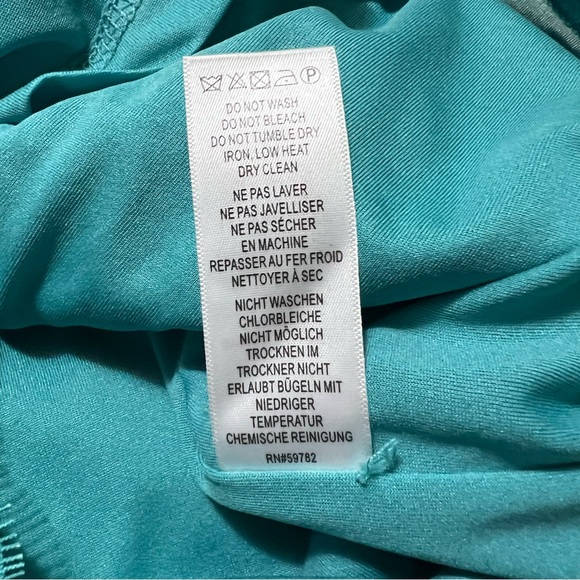 DO NOT WASH
DO NOT BLEACH
DO NOT TUMBLE DRY
IRON, LOW HEAT
DRY CLEAN
NE PAS LAVER
NE PAS JAVELLISER
NE PAS SÉCHER
EN MACHINE
REPASSER AU FER FROID
NETTOYER À SEC
NICHT WASCHEN
CHLORBLEICHE
NICHT MÖGLICH
TROCKNEN IM
TROCKNER NICHT
ERLAUBT BÜGELN MIT
NIEDRIGER
TEMPERATUR
CHEMISCHE REINIGUNG
RN#59762